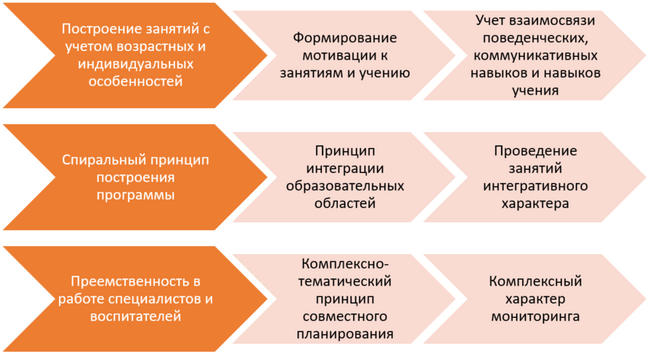 Построение занятий с
учетом возрастных и
индивидуальных
особенностей
Формирование
мотивации к
занятиям и учению
Учет взаимосвязи
поведенческих,
коммуникативных
навыков и навыков
учения
Спиральный принцип
построения
программы
Принцип
интеграции
образовательных
областей
Проведение
занятий
интегративного
характера
Преемственность в
работе специалистов и
воспитателей
Комплексно-
тематический
принцип
совместного
планирования
Комплексный
характер
мониторинга